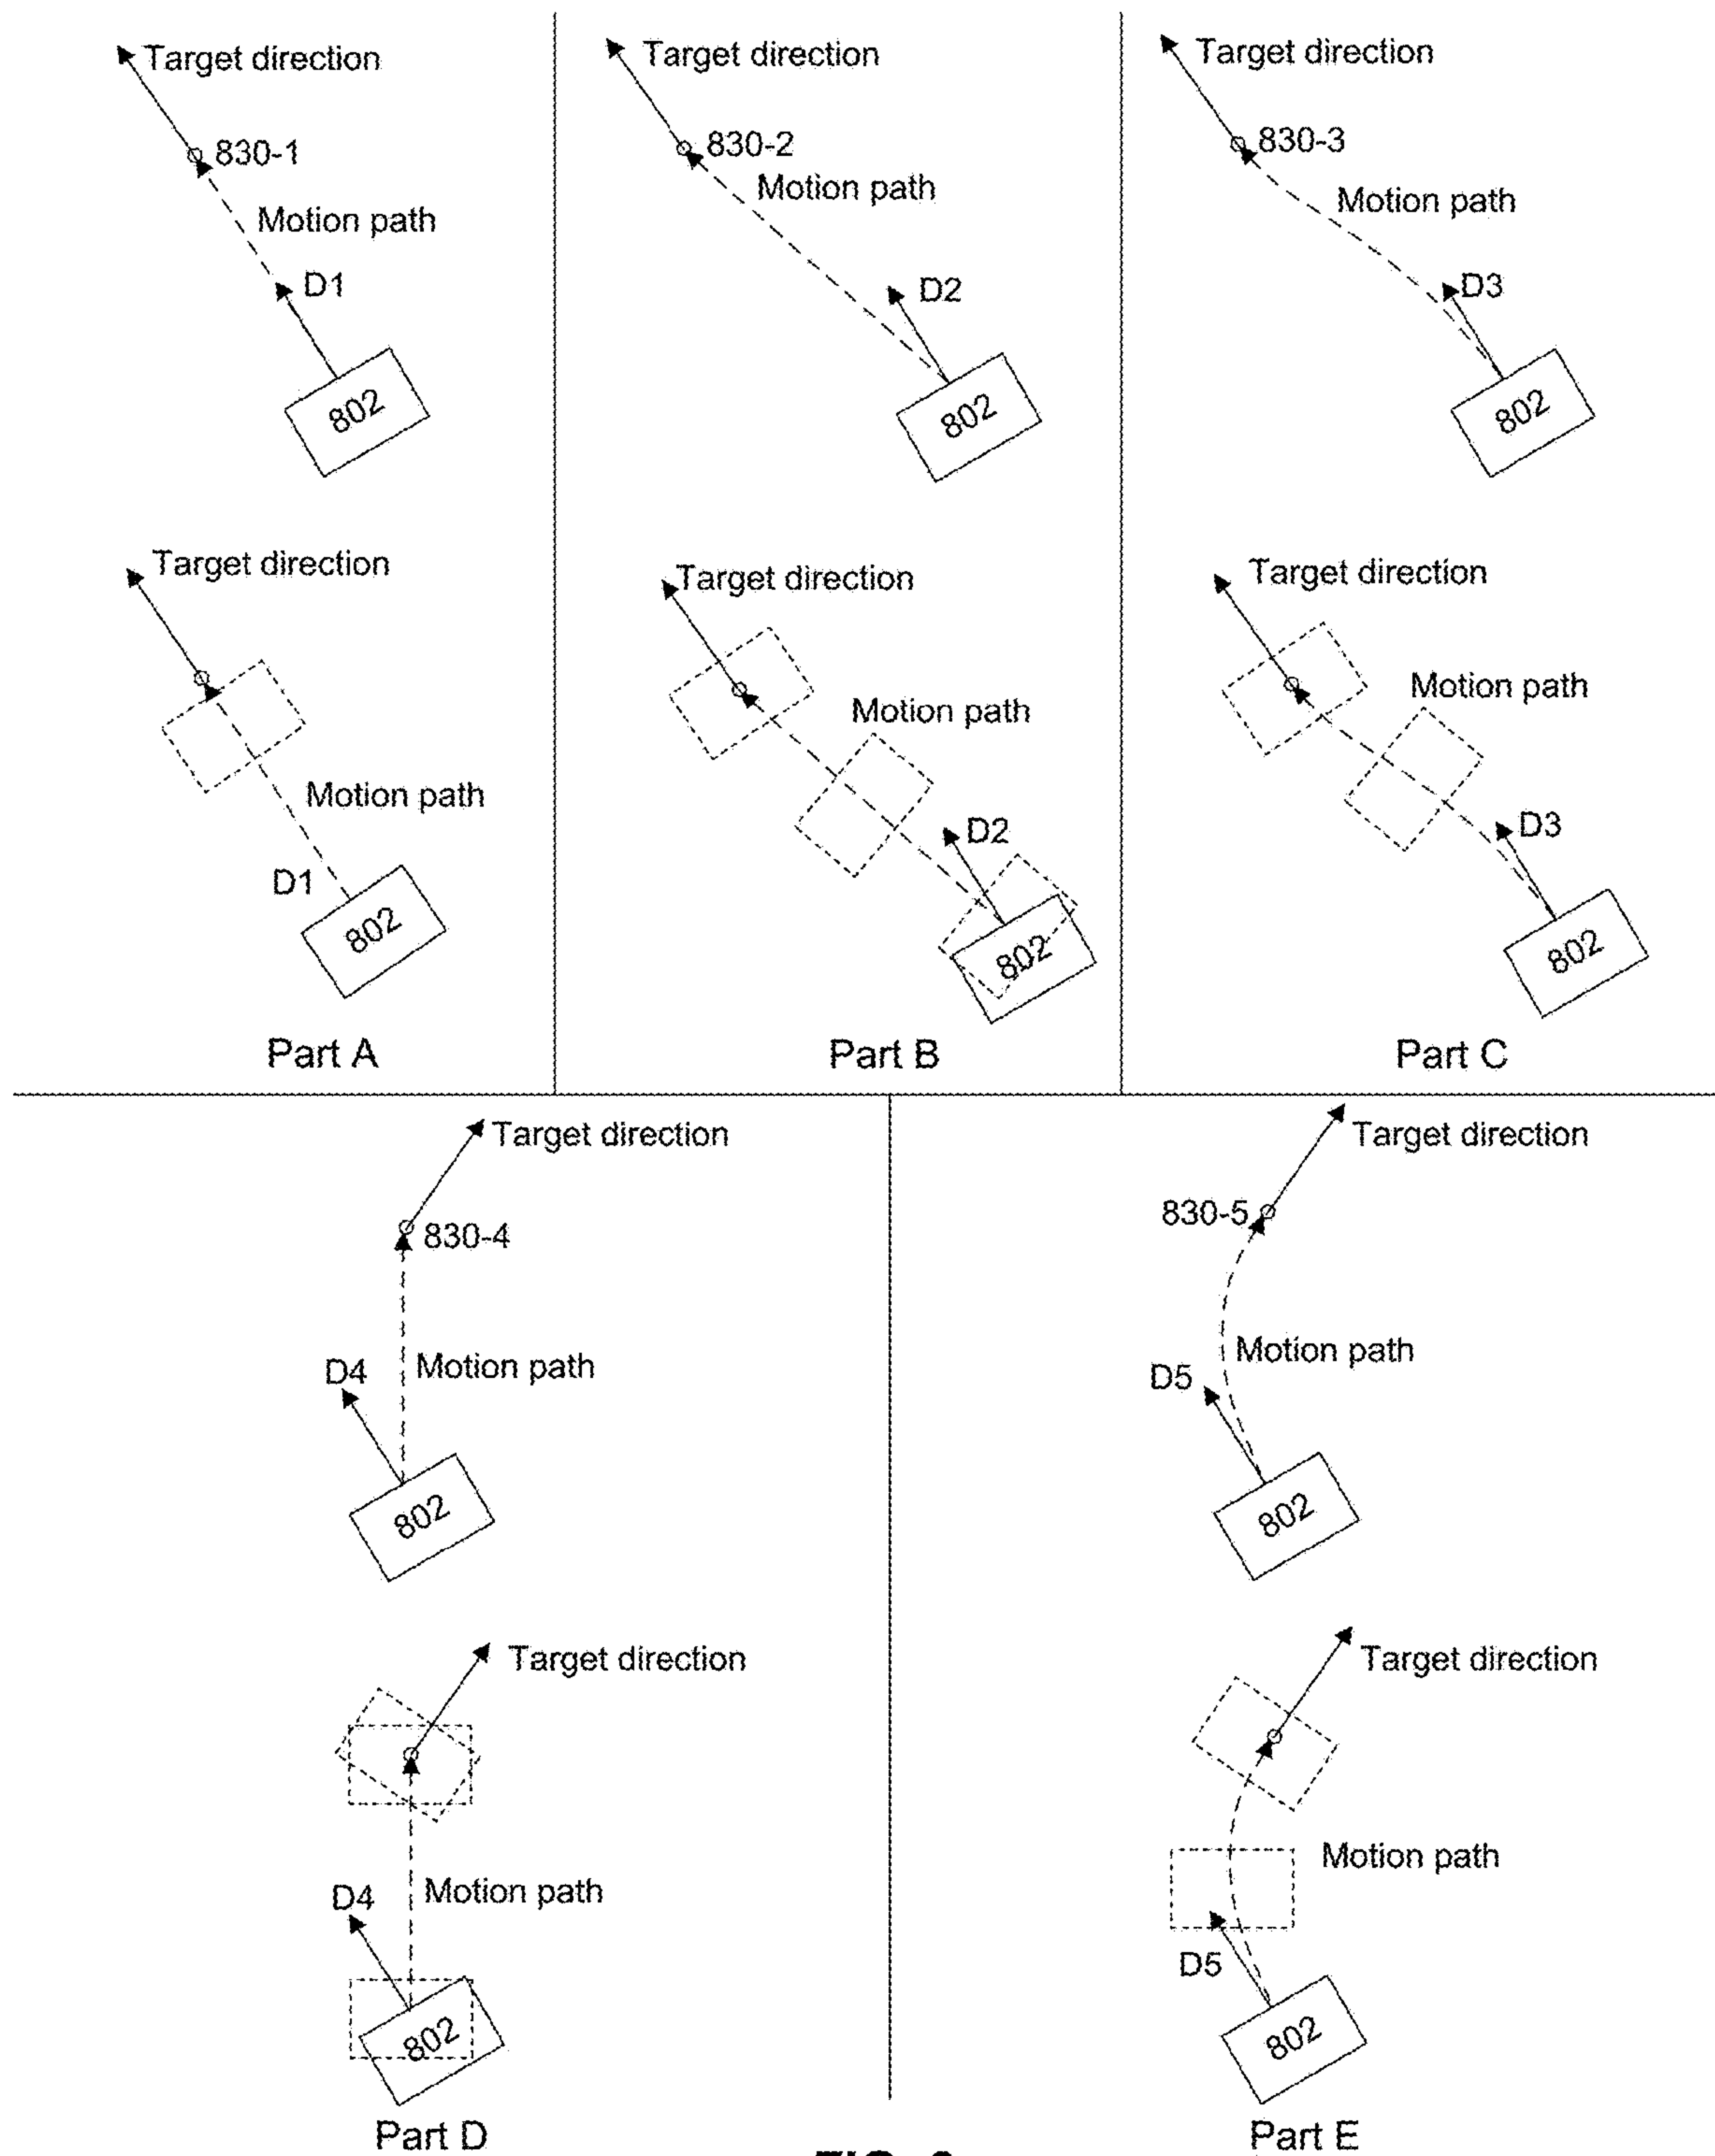 Target direction
830-1
Motion path
D1
802
Target direction
Motion path
D1
802
Part A
Target direction
830-2
Motion path
D2
802
Target direction
Motion path
D2
802
Part B
Target direction
830-3
Motion path
D3
802
Target direction
Motion path
D3
802
Part C
Target direction
830-4
Motion path
D4
802
Target direction
Motion path
D4
802
Part D
Target direction
830-5
Motion path
D5
802
Target direction
Motion path
D5
802
Part E